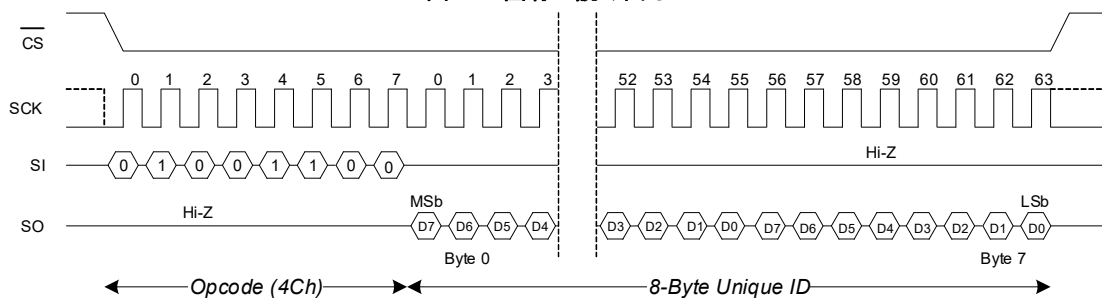 CS
0 1 2 3 4 5 6 7 0 1 2 3 52 53 54 55 56 57 58 59 60 61 62 63
SCK
SI 0 1 0 0 1 1 0 0 Hi-Z
Hi-Z MSb LSb
SO D7 D6 D5 D4 D3 D2 D1 D0 D7 D6 D5 D4 D3 D2 D1 D0
Byte 0 Byte 7
Opcode (4Ch) 8-Byte Unique ID